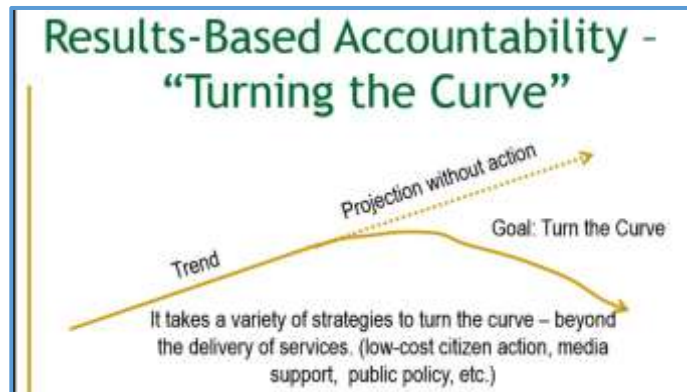 Results-Based Accountability –
“Turning the Curve”
Projection without action
Goal: Turn the Curve
Trend
It takes a variety of strategies to turn the curve – beyond
the delivery of services. (low-cost citizen action, media
support, public policy, etc.)